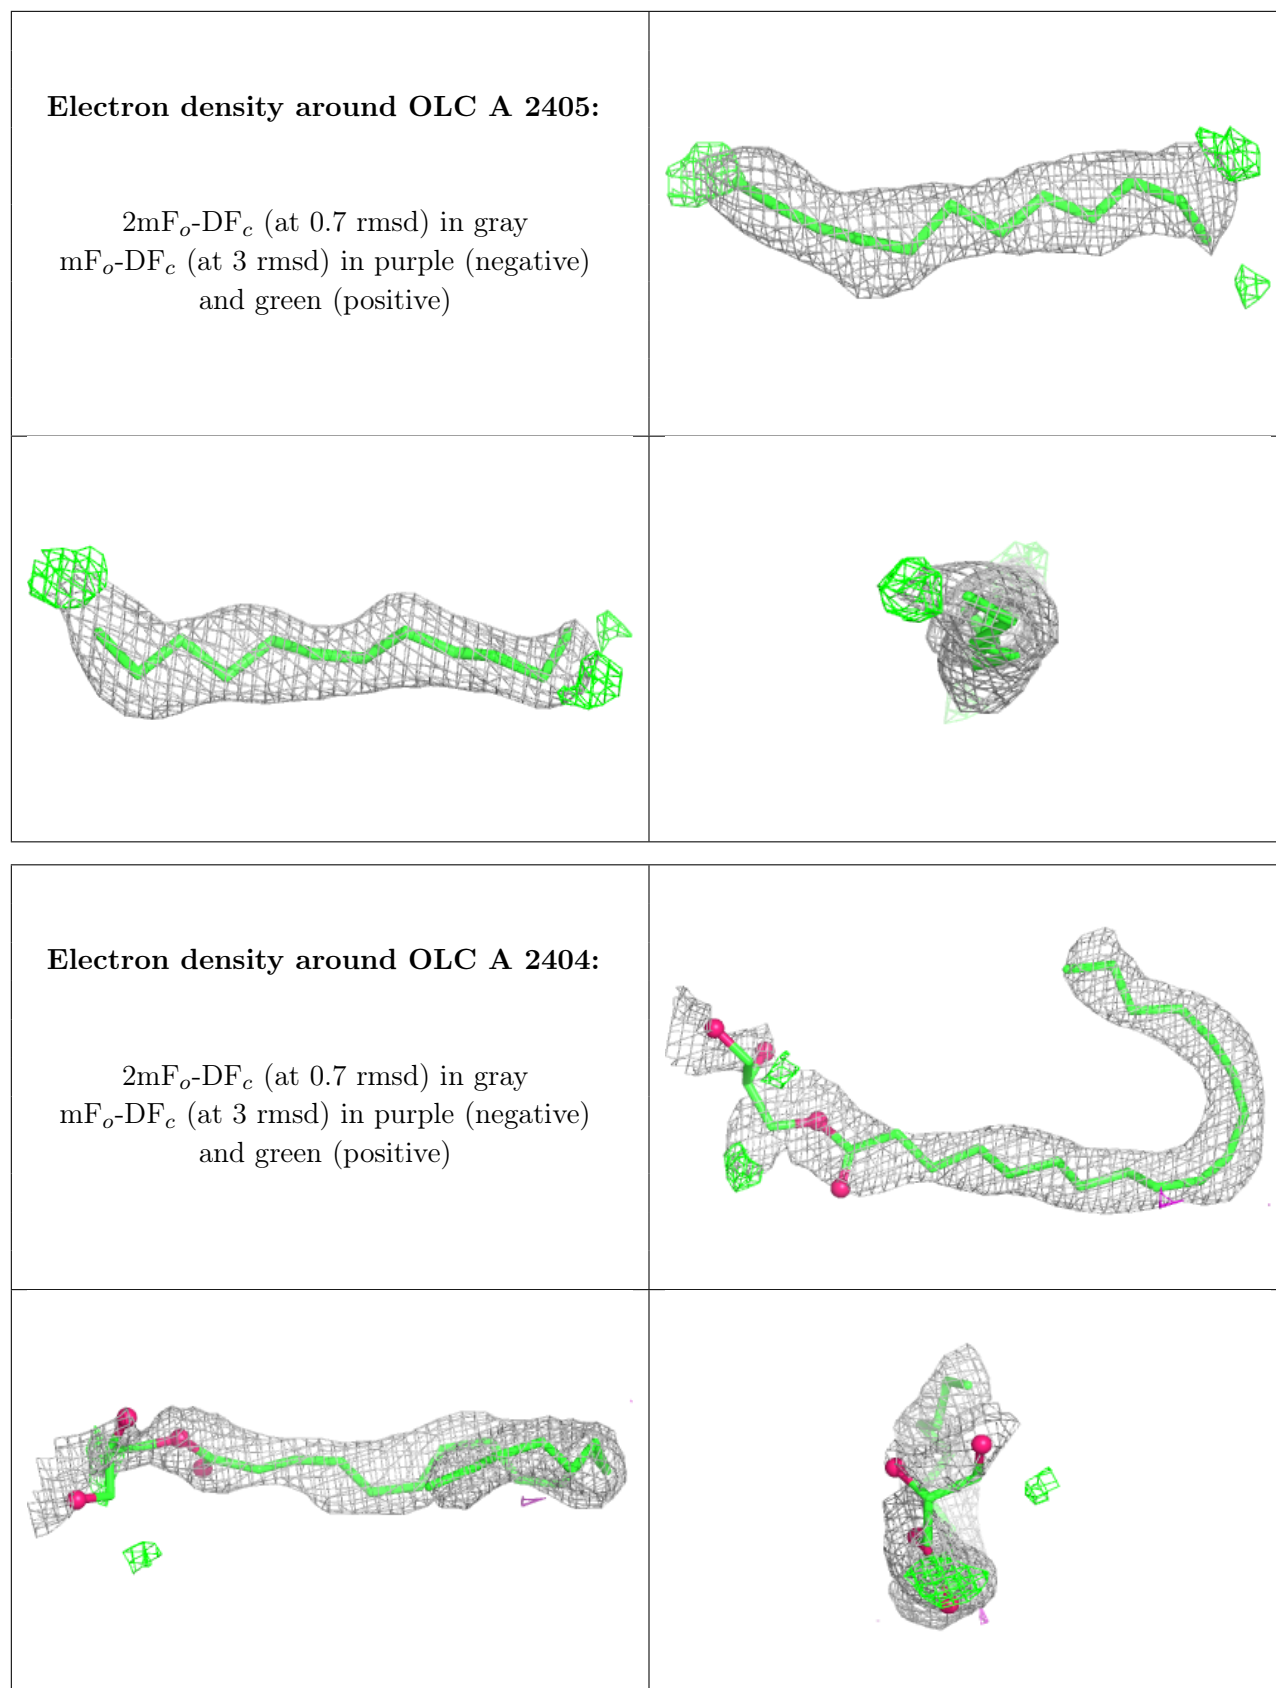 Electron density around OLC A 2405:
2mFo-DFc (at 0.7 rmsd) in gray
mFo-DFc (at 3 rmsd) in purple (negative)
and green (positive)
Electron density around OLC A 2404:
2mFo-DFc (at 0.7 rmsd) in gray
mFo-DFc (at 3 rmsd) in purple (negative)
and green (positive)